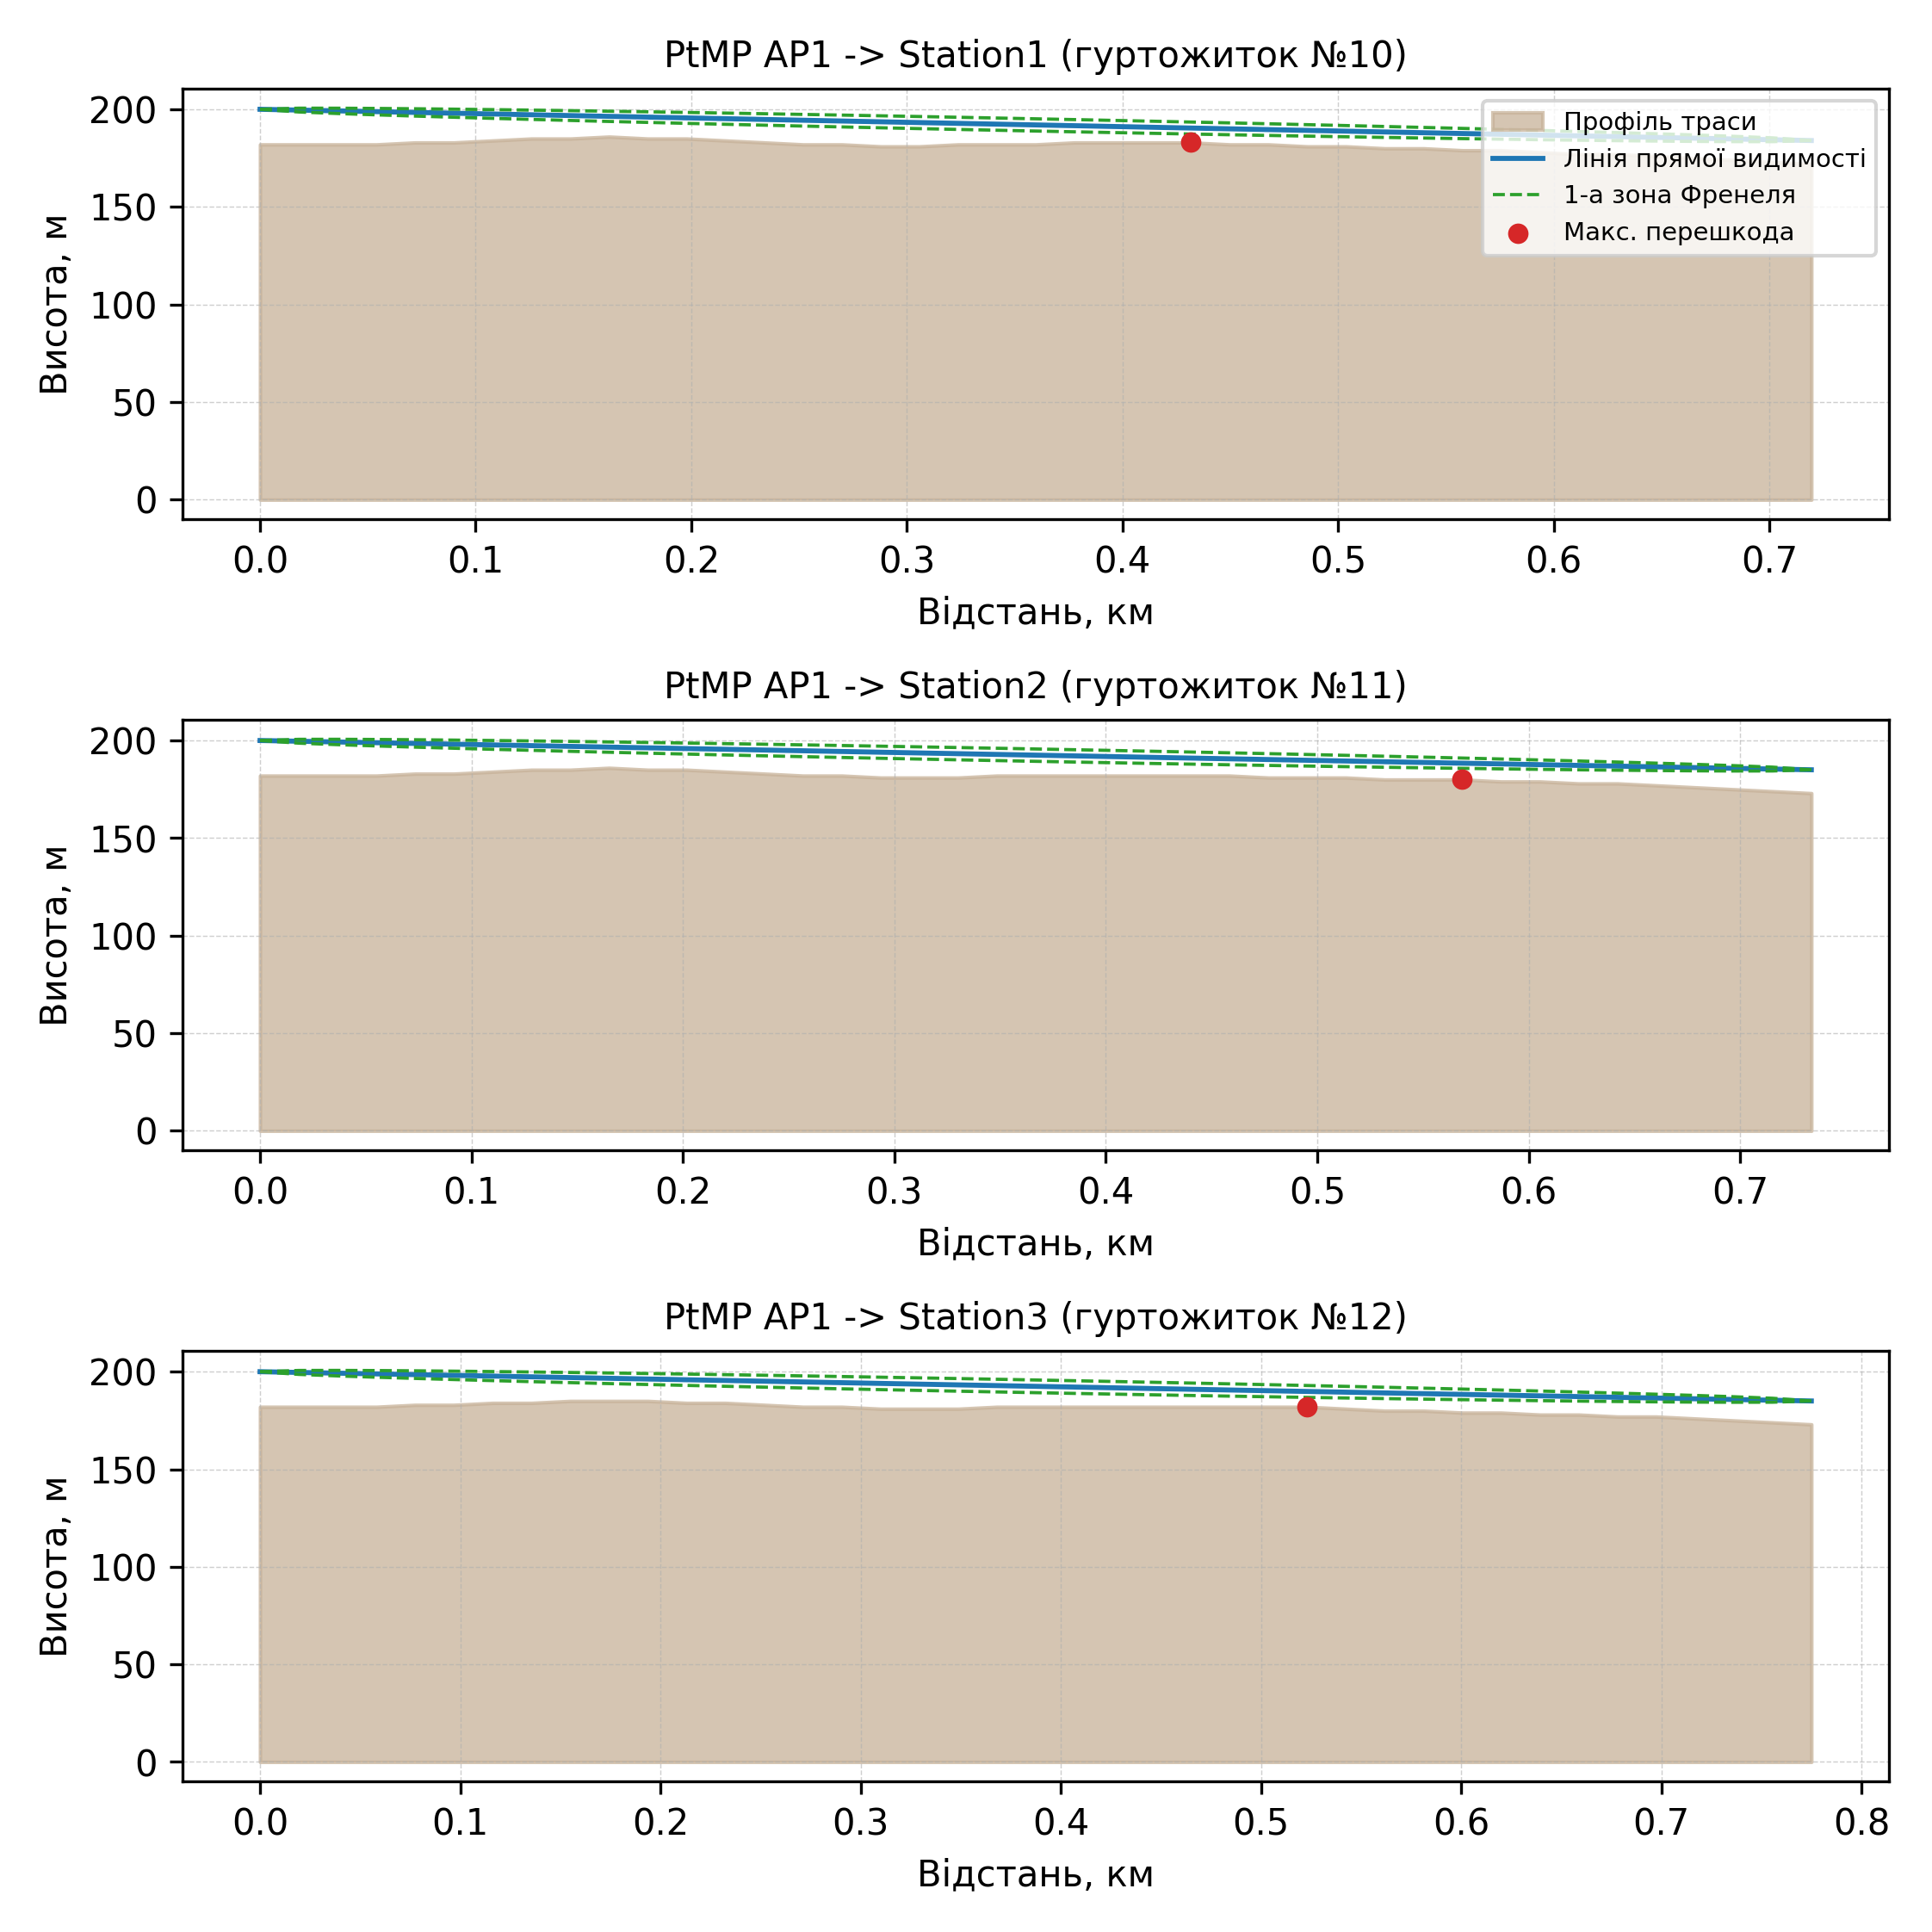 PtMP AP1 -> Station1 (гуртожиток №10)
Висота, м
200
150
100
50
0
Профіль траси
Лінія прямої видимості
1-а зона Френеля
Макс. перешкода
0.0 0.1 0.2 0.3 0.4 0.5 0.6 0.7
Відстань, км
PtMP AP1 -> Station2 (гуртожиток №11)
Висота, м
200
150
100
50
0
0.0 0.1 0.2 0.3 0.4 0.5 0.6 0.7
Відстань, км
PtMP AP1 -> Station3 (гуртожиток №12)
Висота, м
200
150
100
50
0
0.0 0.1 0.2 0.3 0.4 0.5 0.6 0.7 0.8
Відстань, км